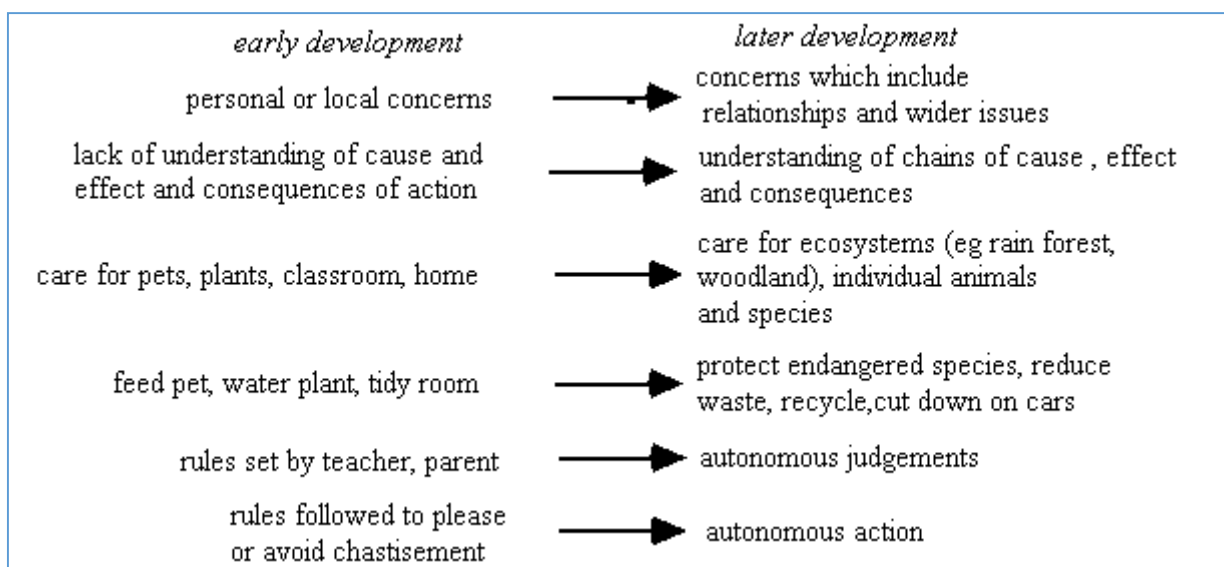 early development
later development
personal or local concerns
concerns which include
relationships and wider issues
lack of understanding of cause and
effect and consequences of action
understanding of chains of cause , effect
and consequences
care for pets, plants, classroom, home
care for ecosystems (eg rain forest,
woodland), individual animals
and species
feed pet, water plant, tidy room
protect endangered species, reduce
waste, recycle,cut down on cars
rules set by teacher, parent
autonomous judgements
rules followed to please
or avoid chastisement
autonomous action